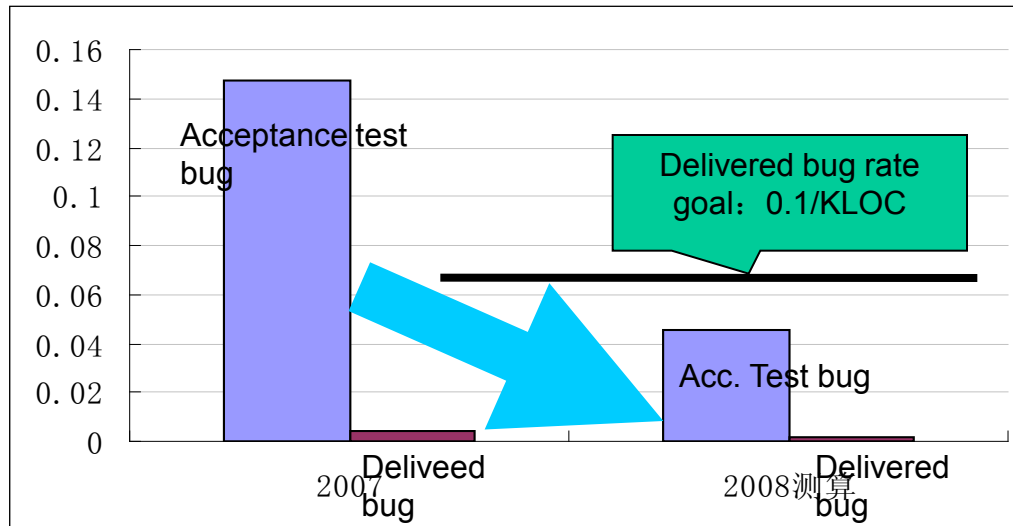 0.16
0.14
0.12
0.1
0.08
0.06
0.04
0.02
0
Acceptance test
bug
Delivered bug rate
goal：0.1/KLOC
Acc. Test bug
Deliveed
bug
Delivered
bug
2007
2008测算